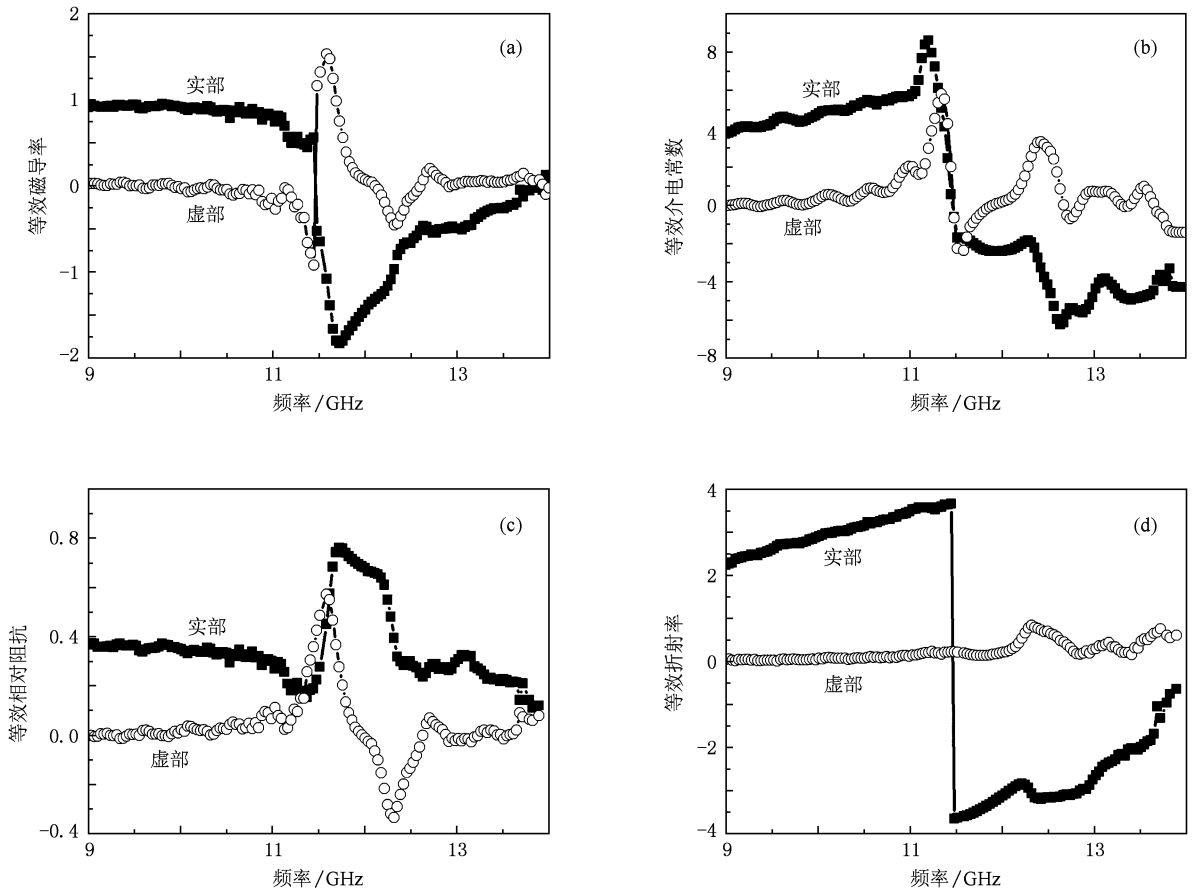 2
1
0
-1
-2
等效磁导率
(a)
实部
虚部
9
11
13
频率/GHz
8
4
0
-4
-8
等效介电常数
(b)
实部
虚部
9
11
13
频率/GHz
0.8
0.4
0.0
-0.4
等效相对阻抗
(c)
实部
虚部
9
11
13
频率/GHz
4
2
0
-2
-4
等效折射率
(d)
实部
虚部
9
11
13
频率/GHz